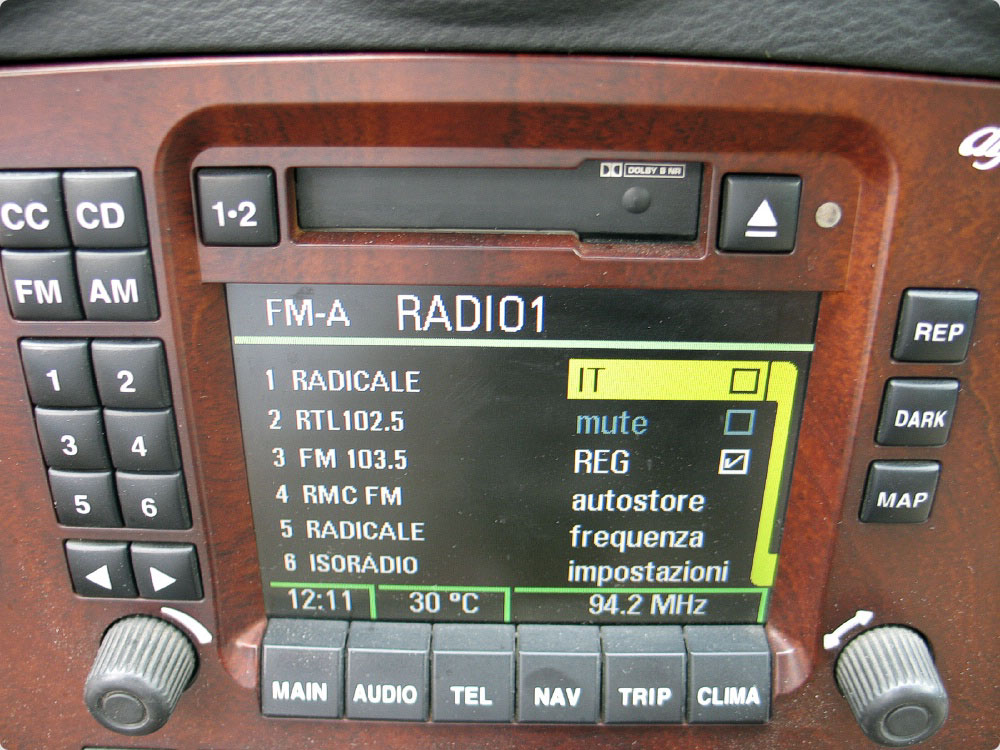 DOLBY B NR
CC CD
1•2
FM AM
FM-A RADIO1
REP
1 2
1 RADICALE IT
2 RTL102.5 mute
DARK
3 4
3 FM 103.5 REG
4 RMC FM autostore
MAP
5 6
5 RADICALE frequenza
6 ISORADIO impostazioni
12:11 30 ºC 94.2 MHz
MAIN AUDIO TEL NAV TRIP CLIMA